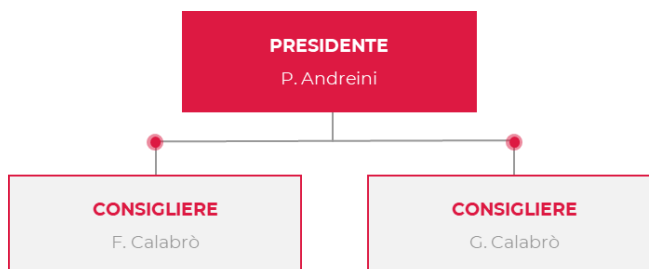 PRESIDENTE
P. Andreini
CONSIGLIERE
F. Calabrò
CONSIGLIERE
G. Calabrò